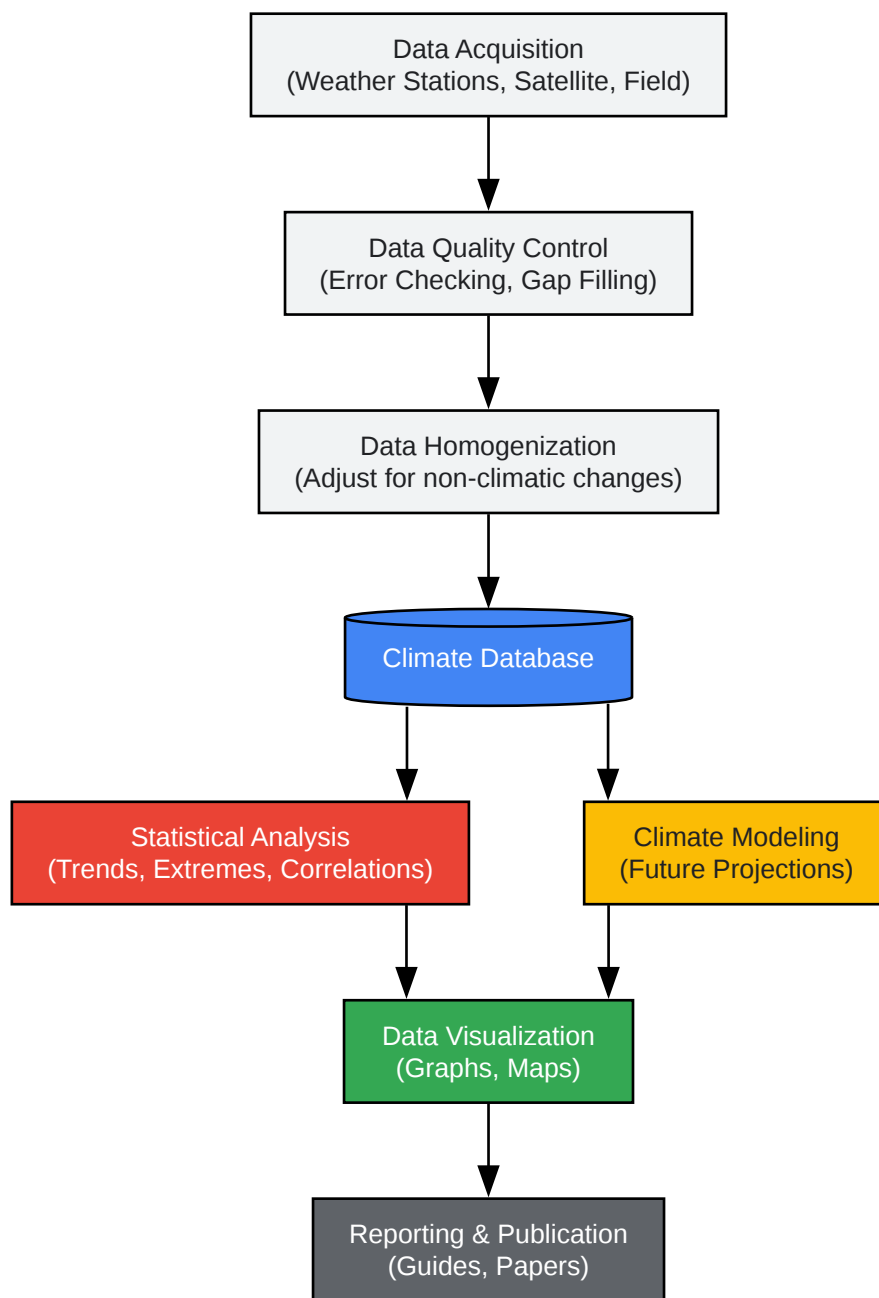 Data Acquisition
(Weather Stations, Satellite, Field)
Data Quality Control
(Error Checking, Gap Filling)
Data Homogenization
(Adjust for non-climatic changes)
Climate Database
Statistical Analysis
(Trends, Extremes, Correlations)
Climate Modeling
(Future Projections)
Data Visualization
(Graphs, Maps)
Reporting & Publication
(Guides, Papers)